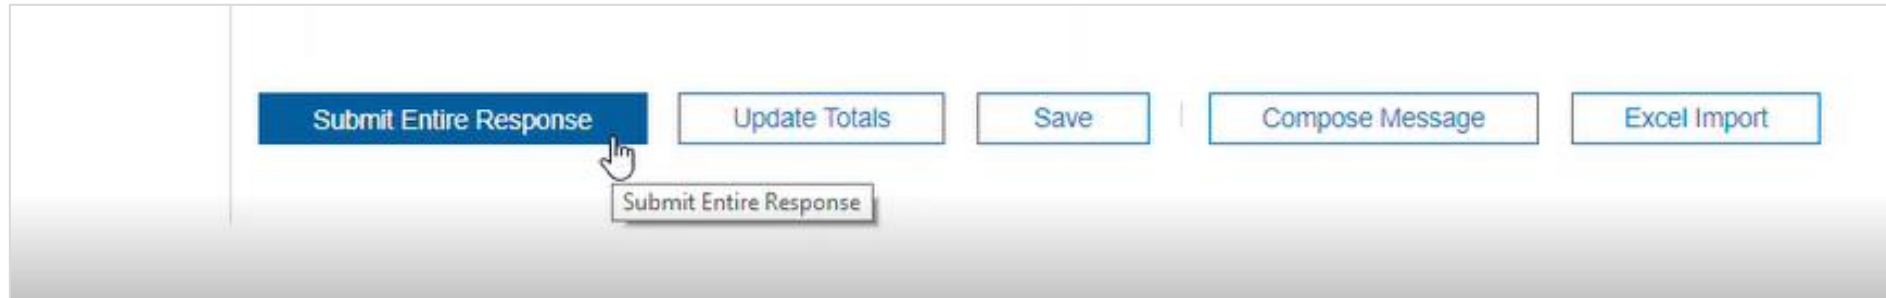 Submit Entire Response Update Totals Save Compose Message Excel Import
Submit Entire Response